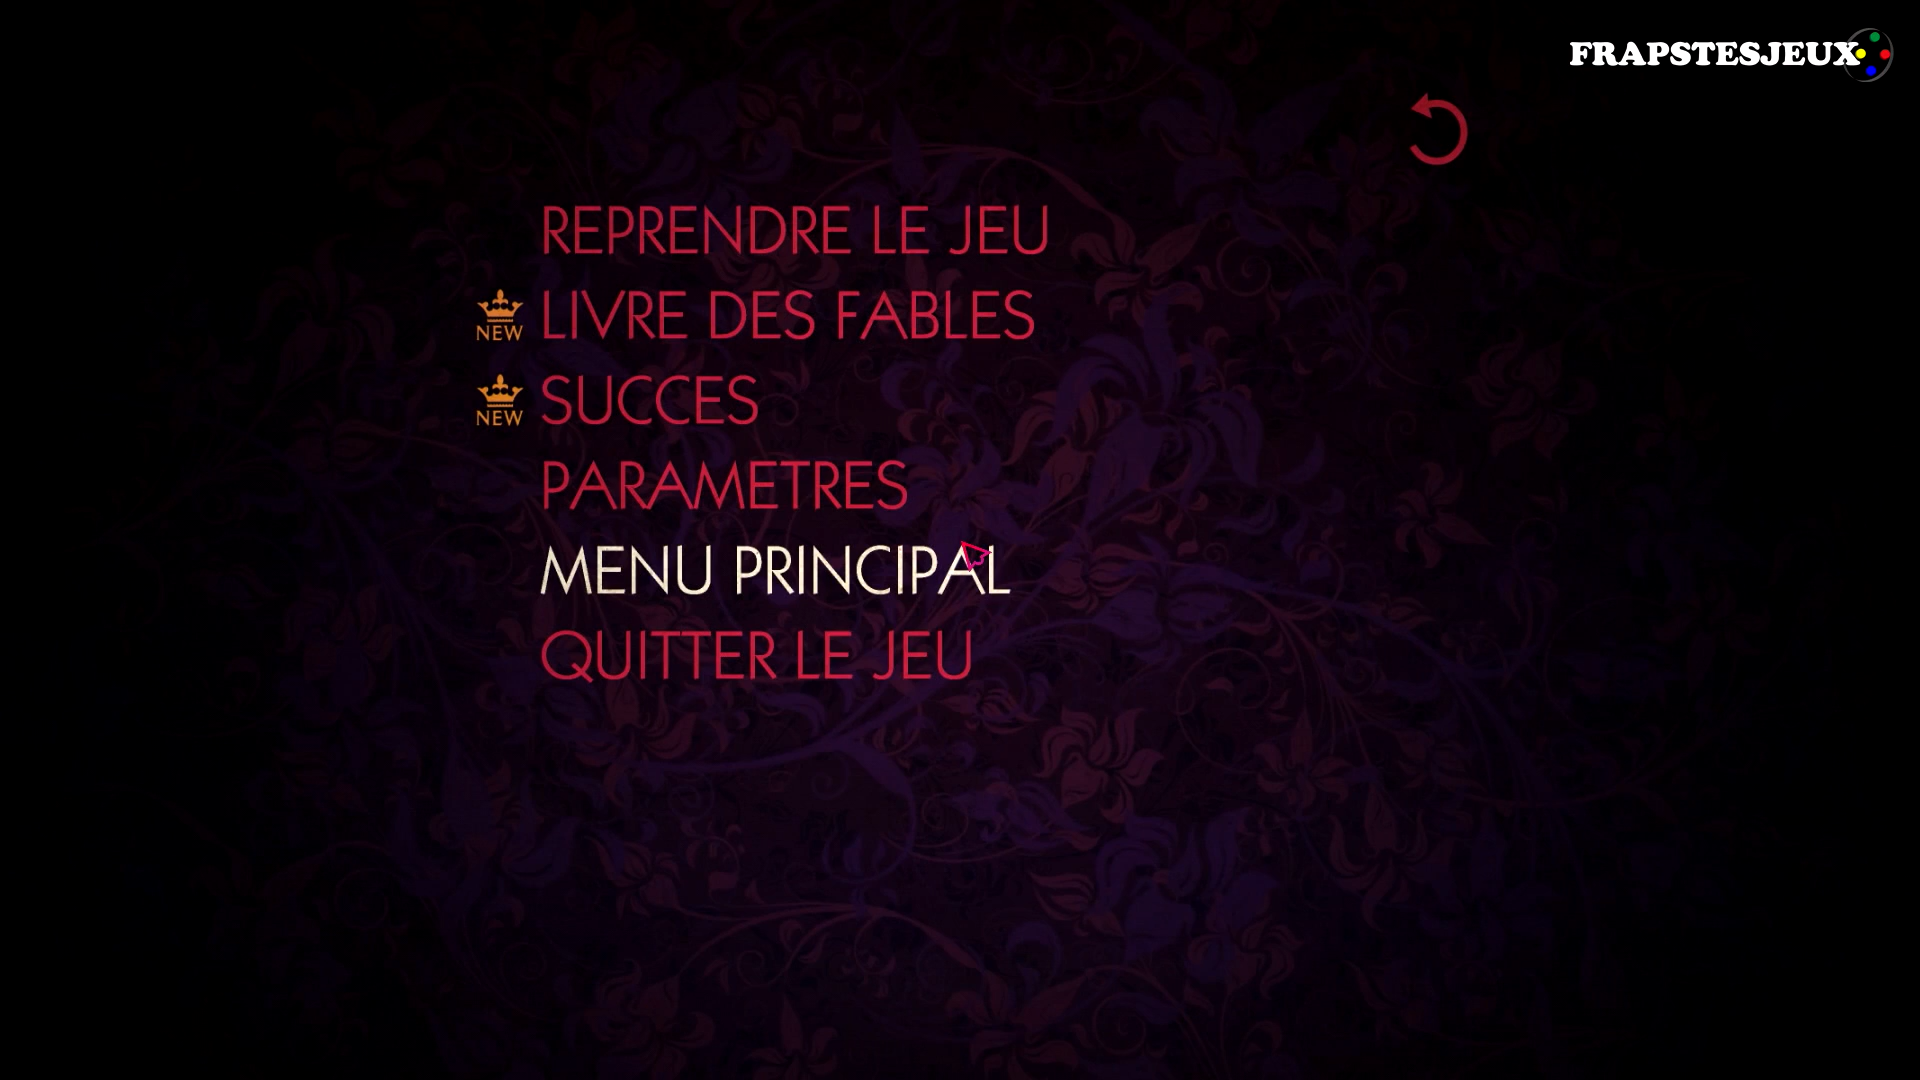 FRAPSTESJEUX
REPRENDRE LE JEU
NEW LIVRE DES FABLES
NEW SUCCES
PARAMETRES
MENU PRINCIPAL
QUITTER LE JEU